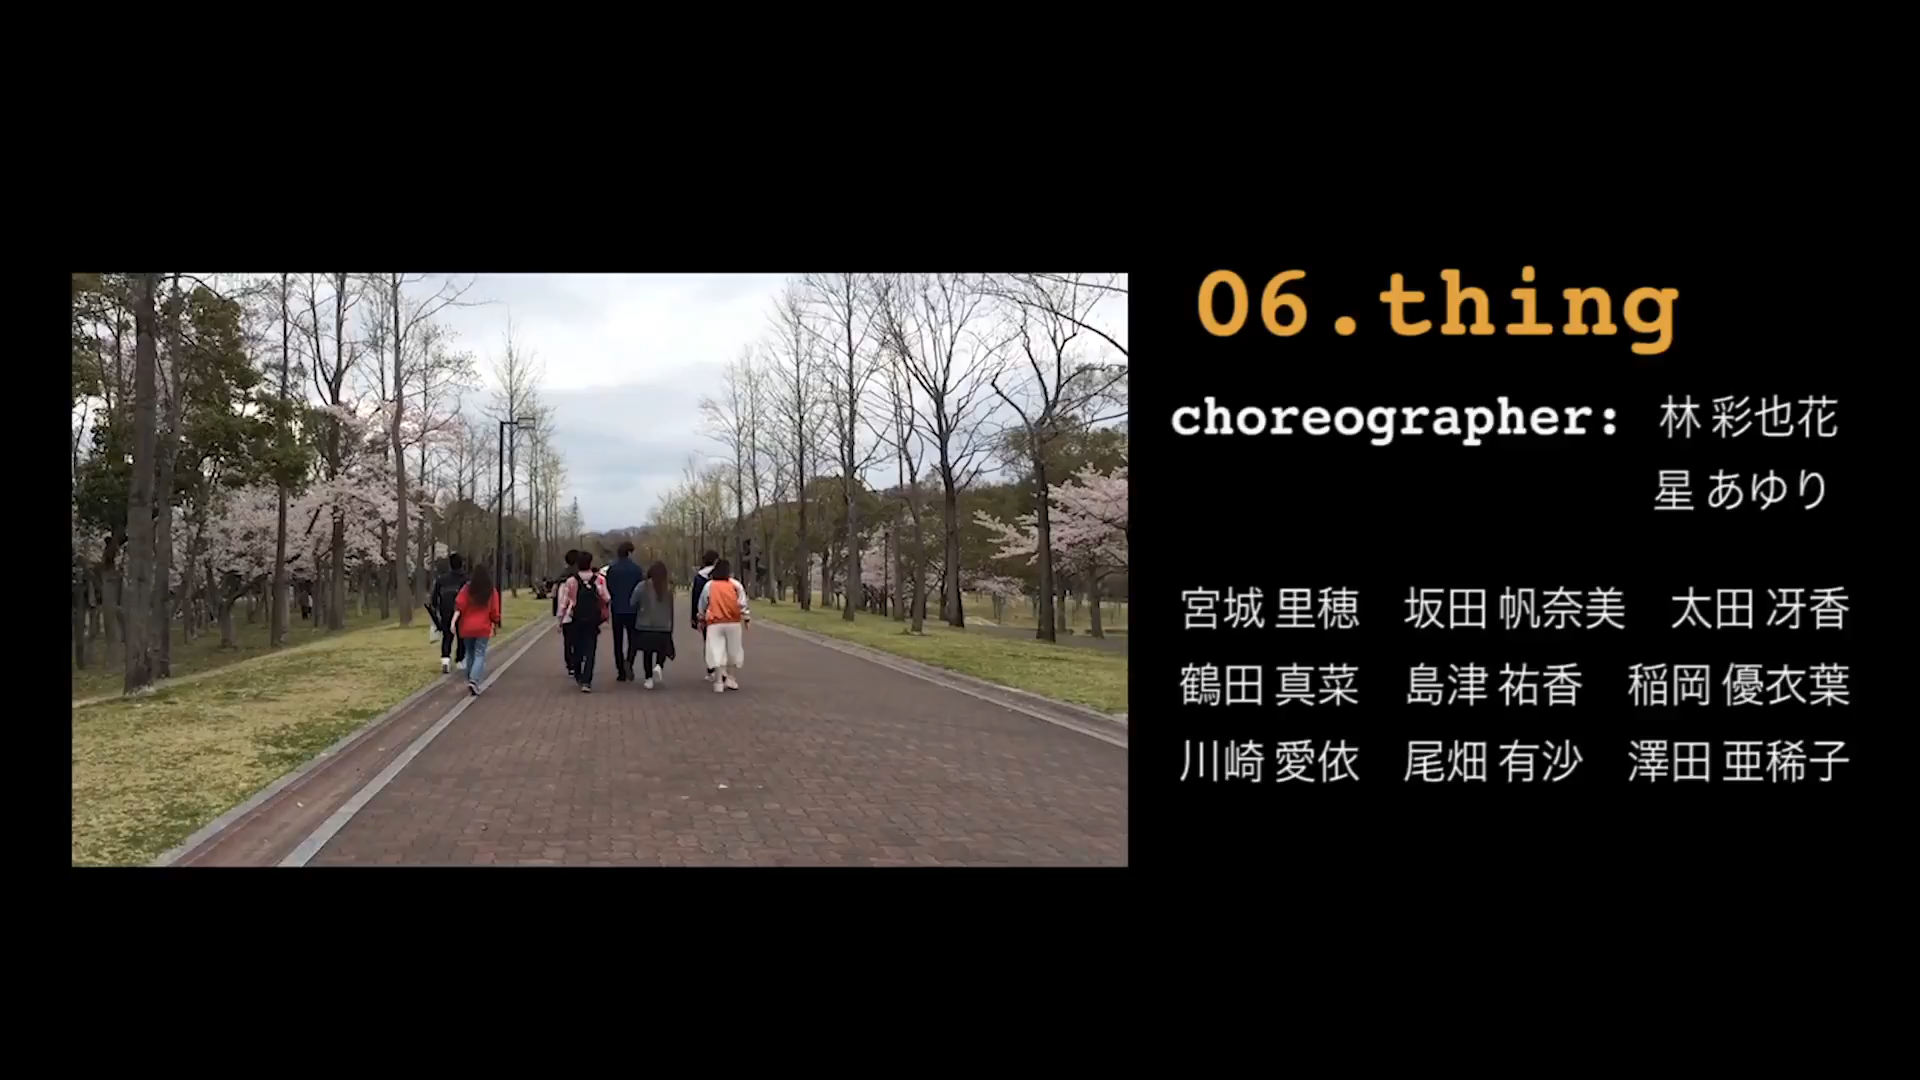 06.thing
choreographer: 林 彩也花
星 あゆり
宮城 里穂 坂田 帆奈美 太田 冴香
鶴田 真菜 島津 祐香 稲岡 優衣葉
川崎 愛依 尾畑 有沙 澤田 亜稀子